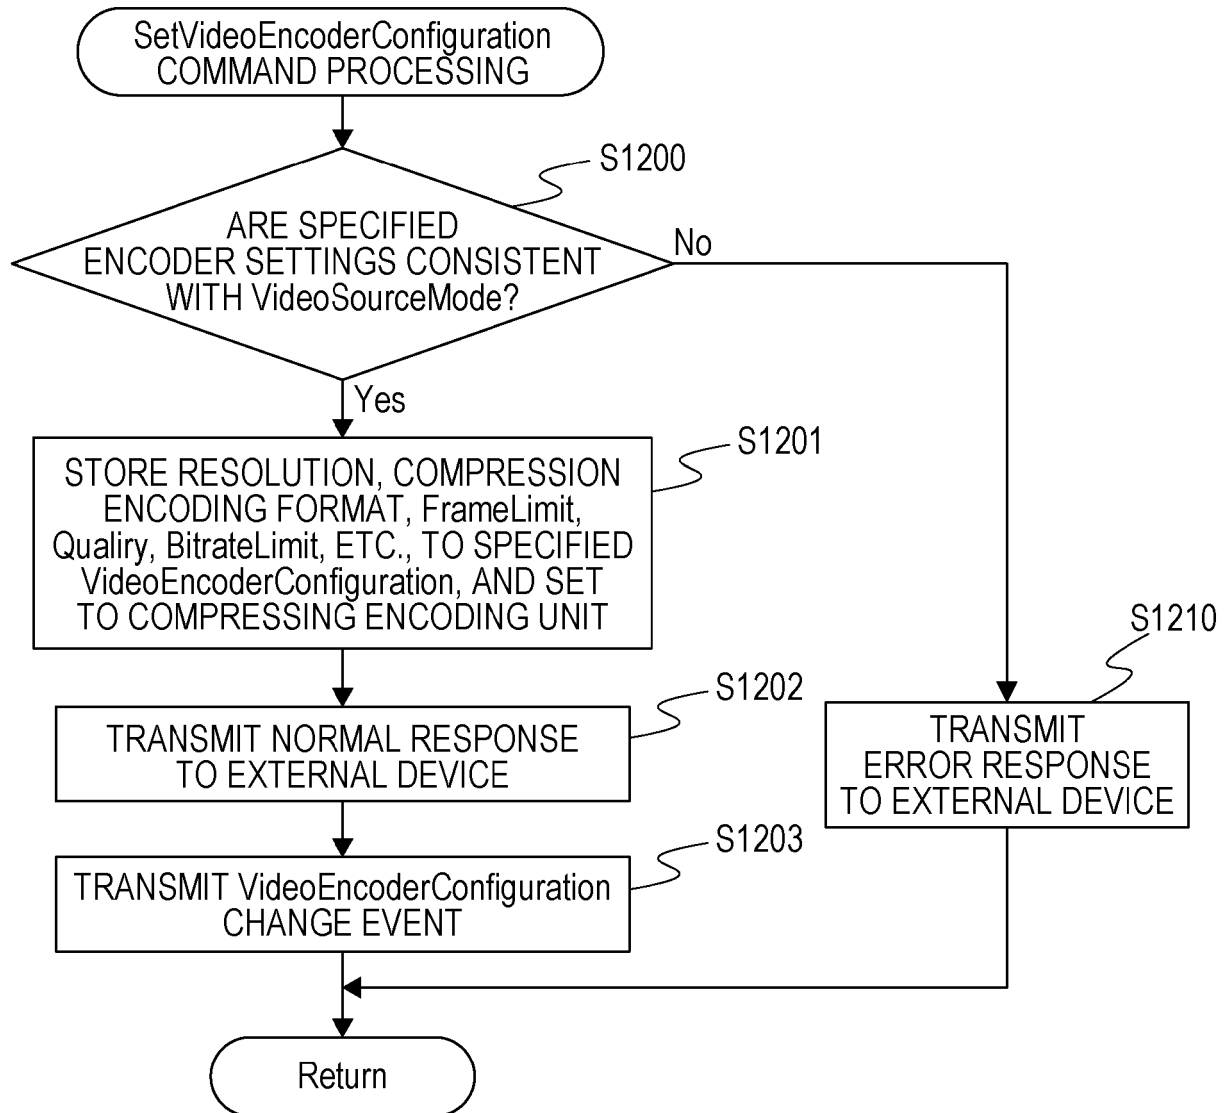 SetVideoEncoderConfiguration
COMMAND PROCESSING
S1200
ARE SPECIFIED
ENCODER SETTINGS CONSISTENT
WITH VideoSourceMode?
No
Yes
S1201
STORE RESOLUTION, COMPRESSION
ENCODING FORMAT, FrameLimit,
Qualiry, BitrateLimit, ETC., TO SPECIFIED
VideoEncoderConfiguration, AND SET
TO COMPRESSING ENCODING UNIT
S1210
S1202
TRANSMIT NORMAL RESPONSE
TO EXTERNAL DEVICE
TRANSMIT
ERROR RESPONSE
TO EXTERNAL DEVICE
S1203
TRANSMIT VideoEncoderConfiguration
CHANGE EVENT
Return